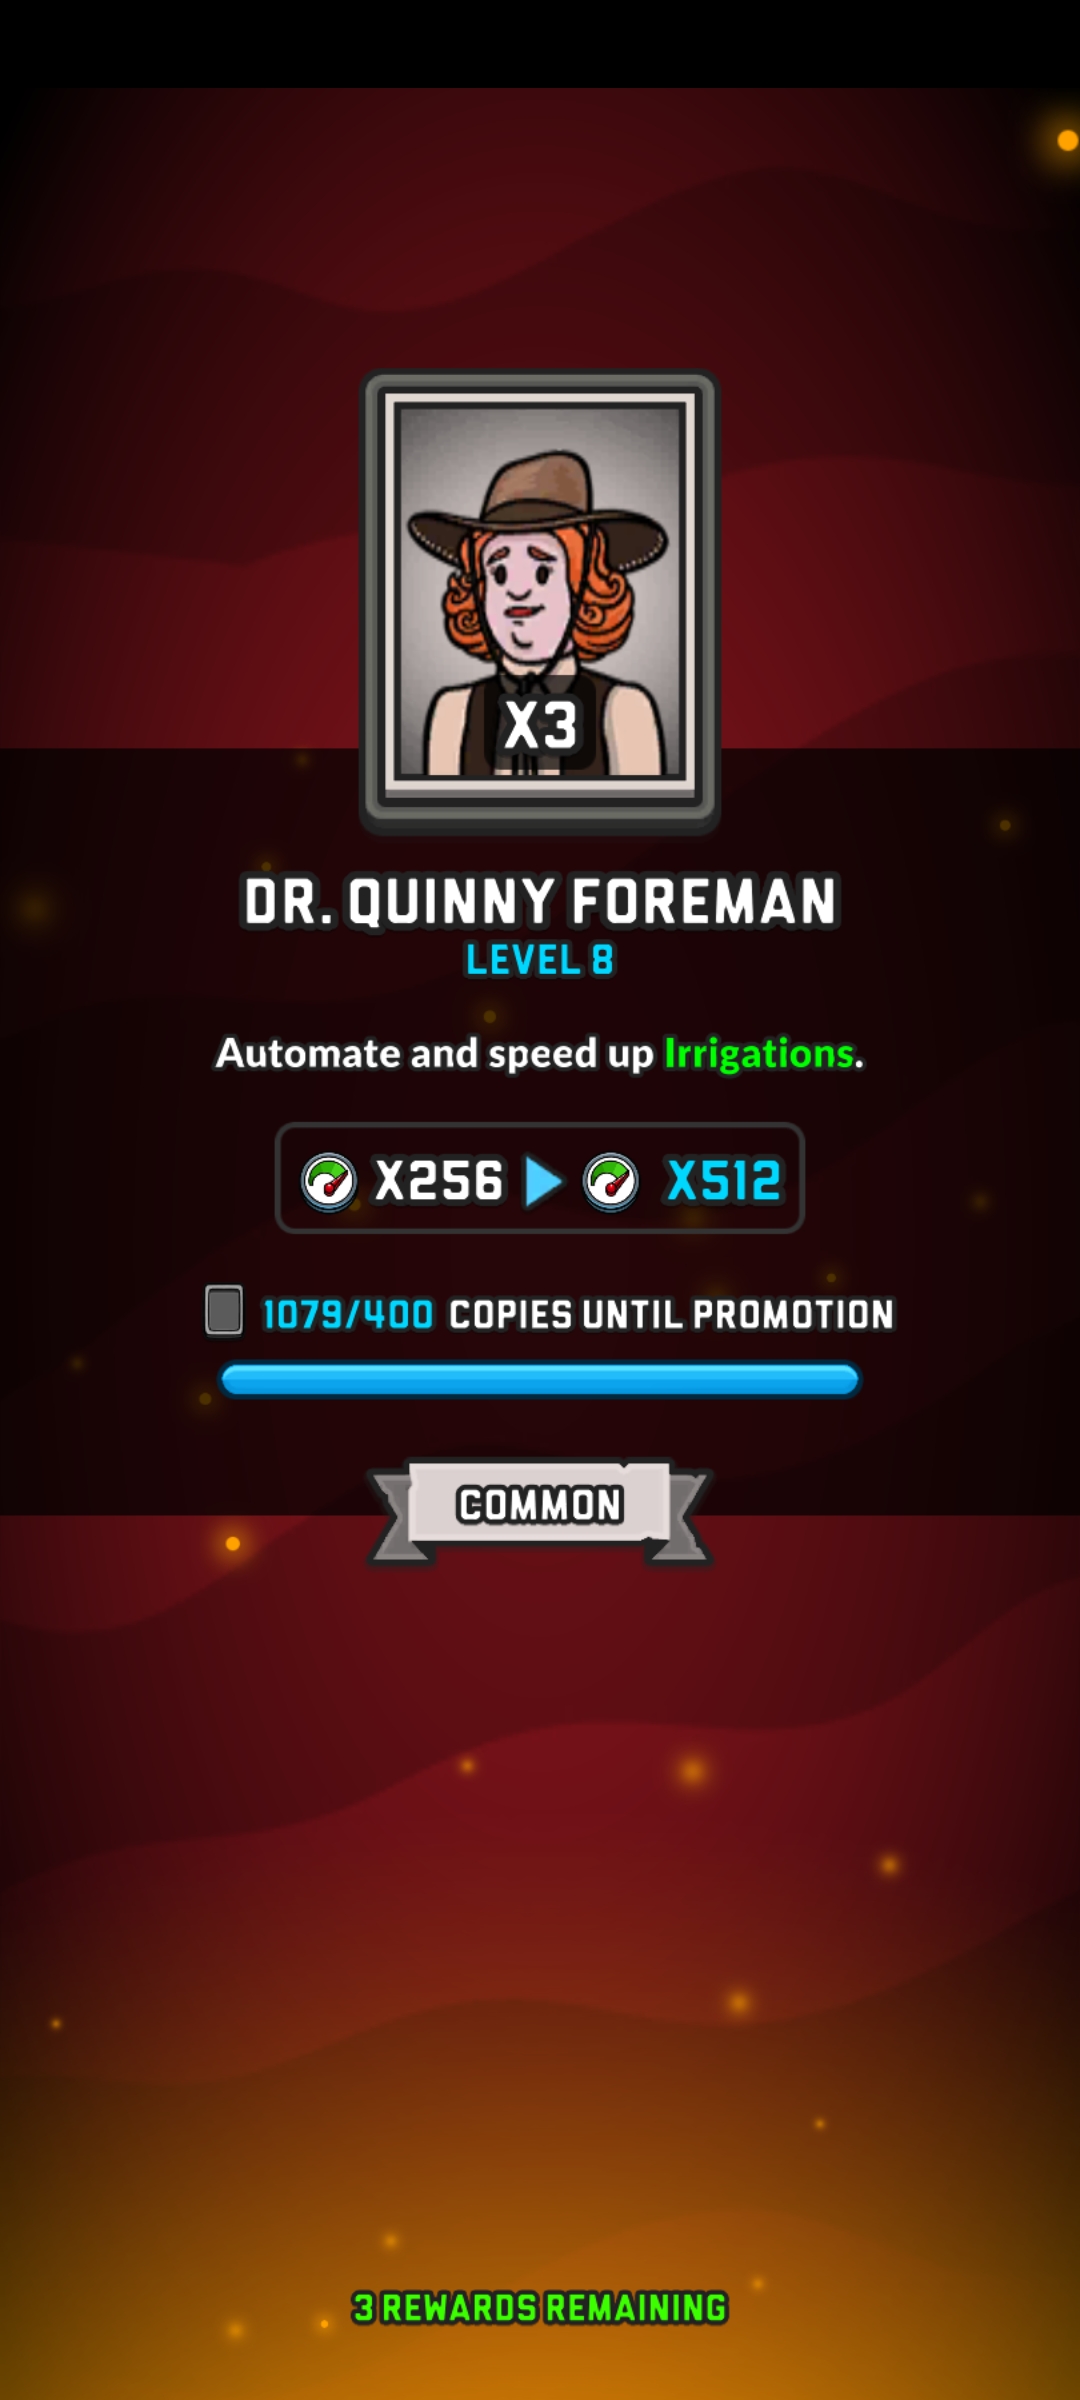 X3
DR. QUINNY FOREMAN
LEVEL 8
Automate and speed up Irrigations.
X256 X512
1079/400 COPIES UNTIL PROMOTION
COMMON
3 REWARDS REMAINING